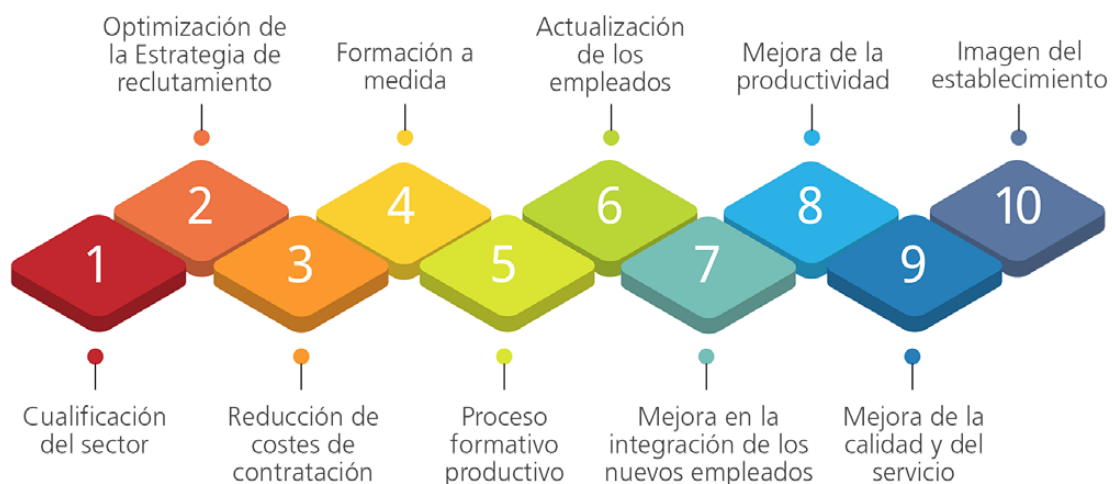 Optimización de
la Estrategia de
reclutamiento
Formación a
medida
Actualización
de los
empleados
Mejora de la
productividad
Imagen del
establecimiento
1
2
3
4
5
6
7
8
9
10
Cualificación
del sector
Reducción de
costes de
contratación
Proceso
formativo
productivo
Mejora en la
integración de los
nuevos empleados
Mejora de la
calidad y del
servicio